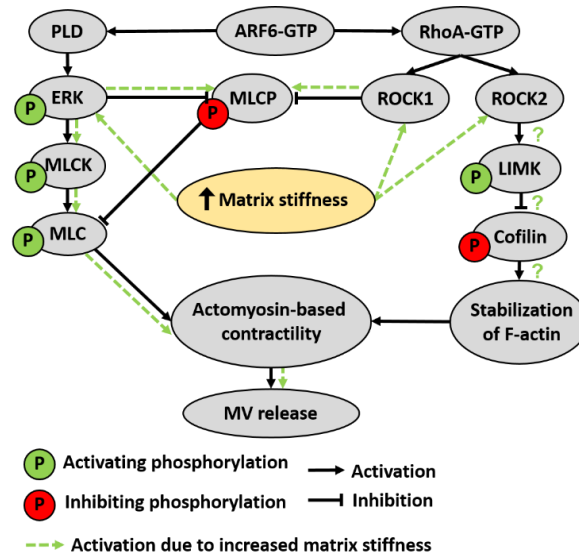 PLD
ARF6-GTP
RhoA-GTP
P
ERK
MLCP
P
ROCK1
ROCK2
?
P
MLCK
↑ Matrix stiffness
P
LIMK
?
P
MLC
P
Cofilin
?
Actomyosin-based
contractility
Stabilization
of F-actin
MV release
P Activating phosphorylation
Activation
P Inhibiting phosphorylation
Inhibition
Activation due to increased matrix stiffness